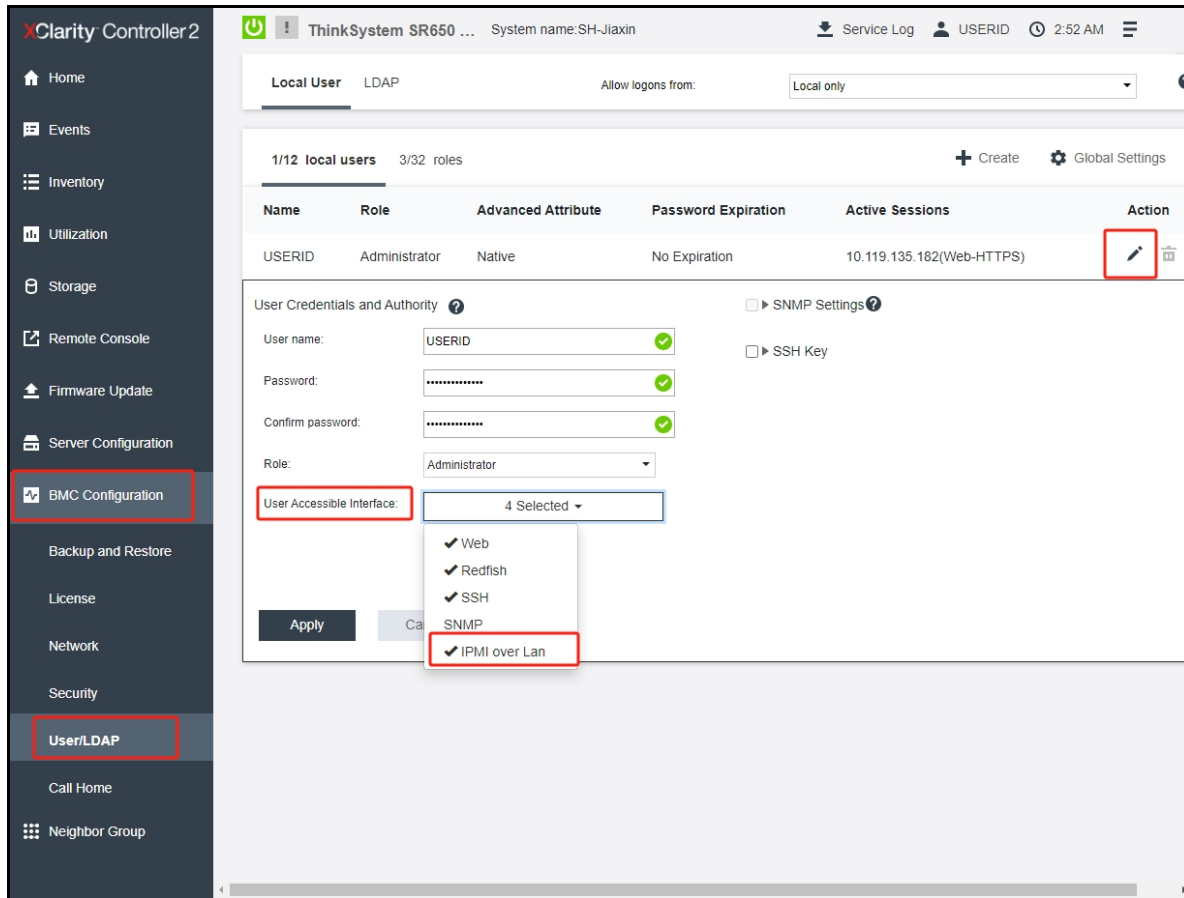 XClarity Controller 2
ThinkSystem SR650 ... System name:SH-Jiaxin Service Log USERID 2:52 AM
Home
Events
Inventory
Utilization
Storage
Remote Console
Firmware Update
Server Configuration
BMC Configuration
Backup and Restore
License
Network
Security
User/LDAP
Call Home
Neighbor Group
Local User LDAP Allow logons from: Local only
1/12 local users 3/32 roles Create Global Settings
Name Role Advanced Attribute Password Expiration Active Sessions Action
USERID Administrator Native No Expiration 10.119.135.182(Web-HTTPS)
User Credentials and Authority ? SNMP Settings ?
User name: USERID
SSH Key
Password: ••••••••••••••
Confirm password: ••••••••••••••
Role: Administrator
User Accessible Interface: 4 Selected
Web
Redfish
SSH
SNMP
IPMI over Lan
Apply